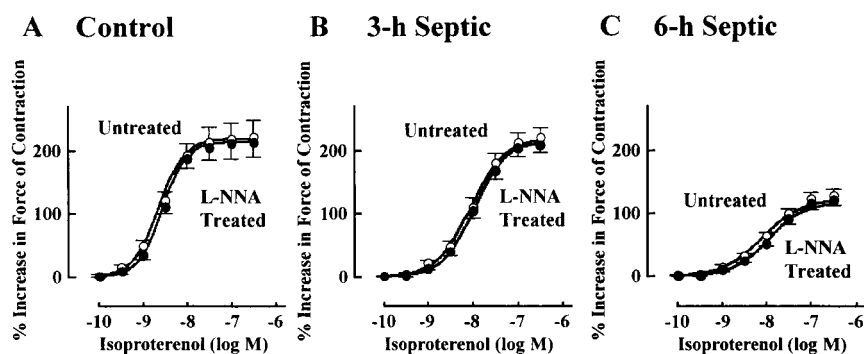 A Control
B 3-h Septic
C 6-h Septic
% Increase in Force of Contraction
200
100
0
Untreated
L-NNA
Treated
-10 -9 -8 -7 -6
Isoproterenol (log M)
% Increase in Force of Contraction
200
100
0
Untreated
L-NNA
Treated
-10 -9 -8 -7 -6
Isoproterenol (log M)
% Increase in Force of Contraction
200
100
0
Untreated
L-NNA
Treated
-10 -9 -8 -7 -6
Isoproterenol (log M)